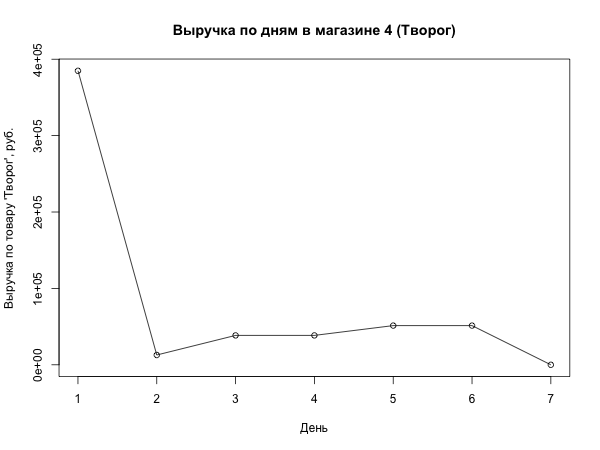 Выручка по дням в магазине 4 (Творог)
Выручка по товару 'Творог', руб.
4e+05
3e+05
2e+05
1e+05
0e+00
1 2 3 4 5 6 7
День